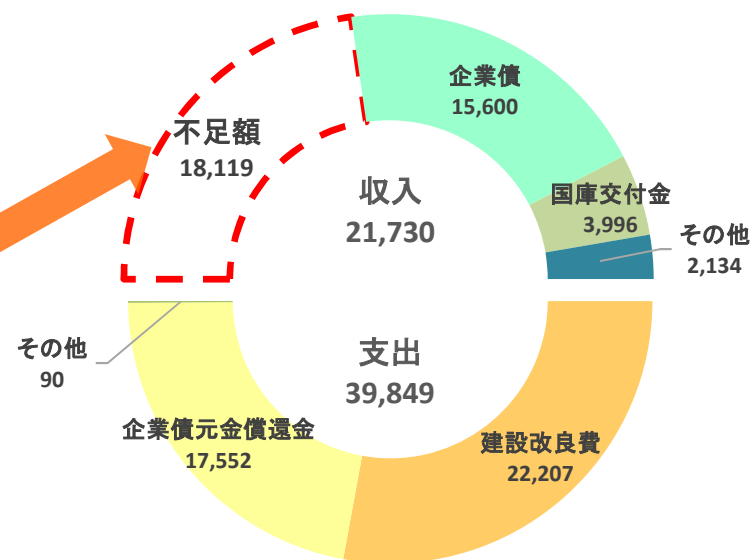 企業債
15,600
不足額
18,119
収入
21,730
国庫交付金
3,996
その他
2,134
その他
90
支出
39,849
企業債元金償還金
17,552
建設改良費
22,207